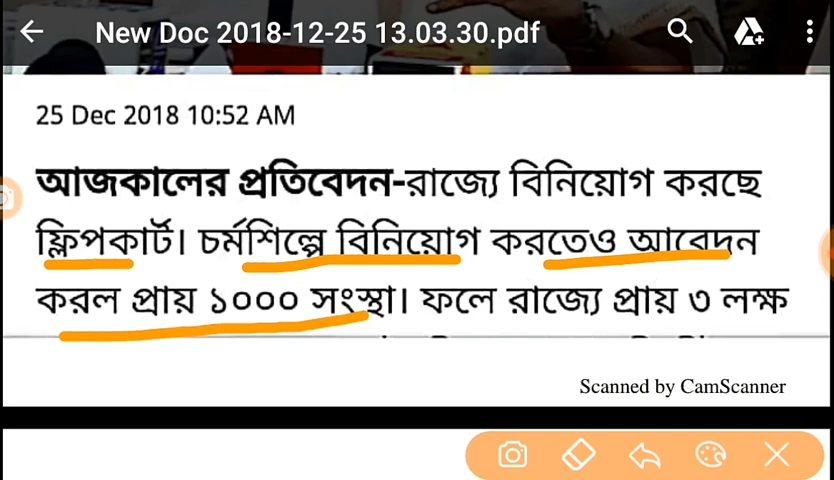 New Doc 2018-12-25 13.03.30.pdf
25 Dec 2018 10:52 AM
আজকালের প্রতিবেদন-রাজ্যে বিনিয়োগ করছে
ফ্লিপকার্ট। চর্মশিল্পে বিনিয়োগ করতেও আবেদন
করল প্রায় ১০০০ সংস্থা। ফলে রাজ্যে প্রায় ৩ লক্ষ
Scanned by CamScanner